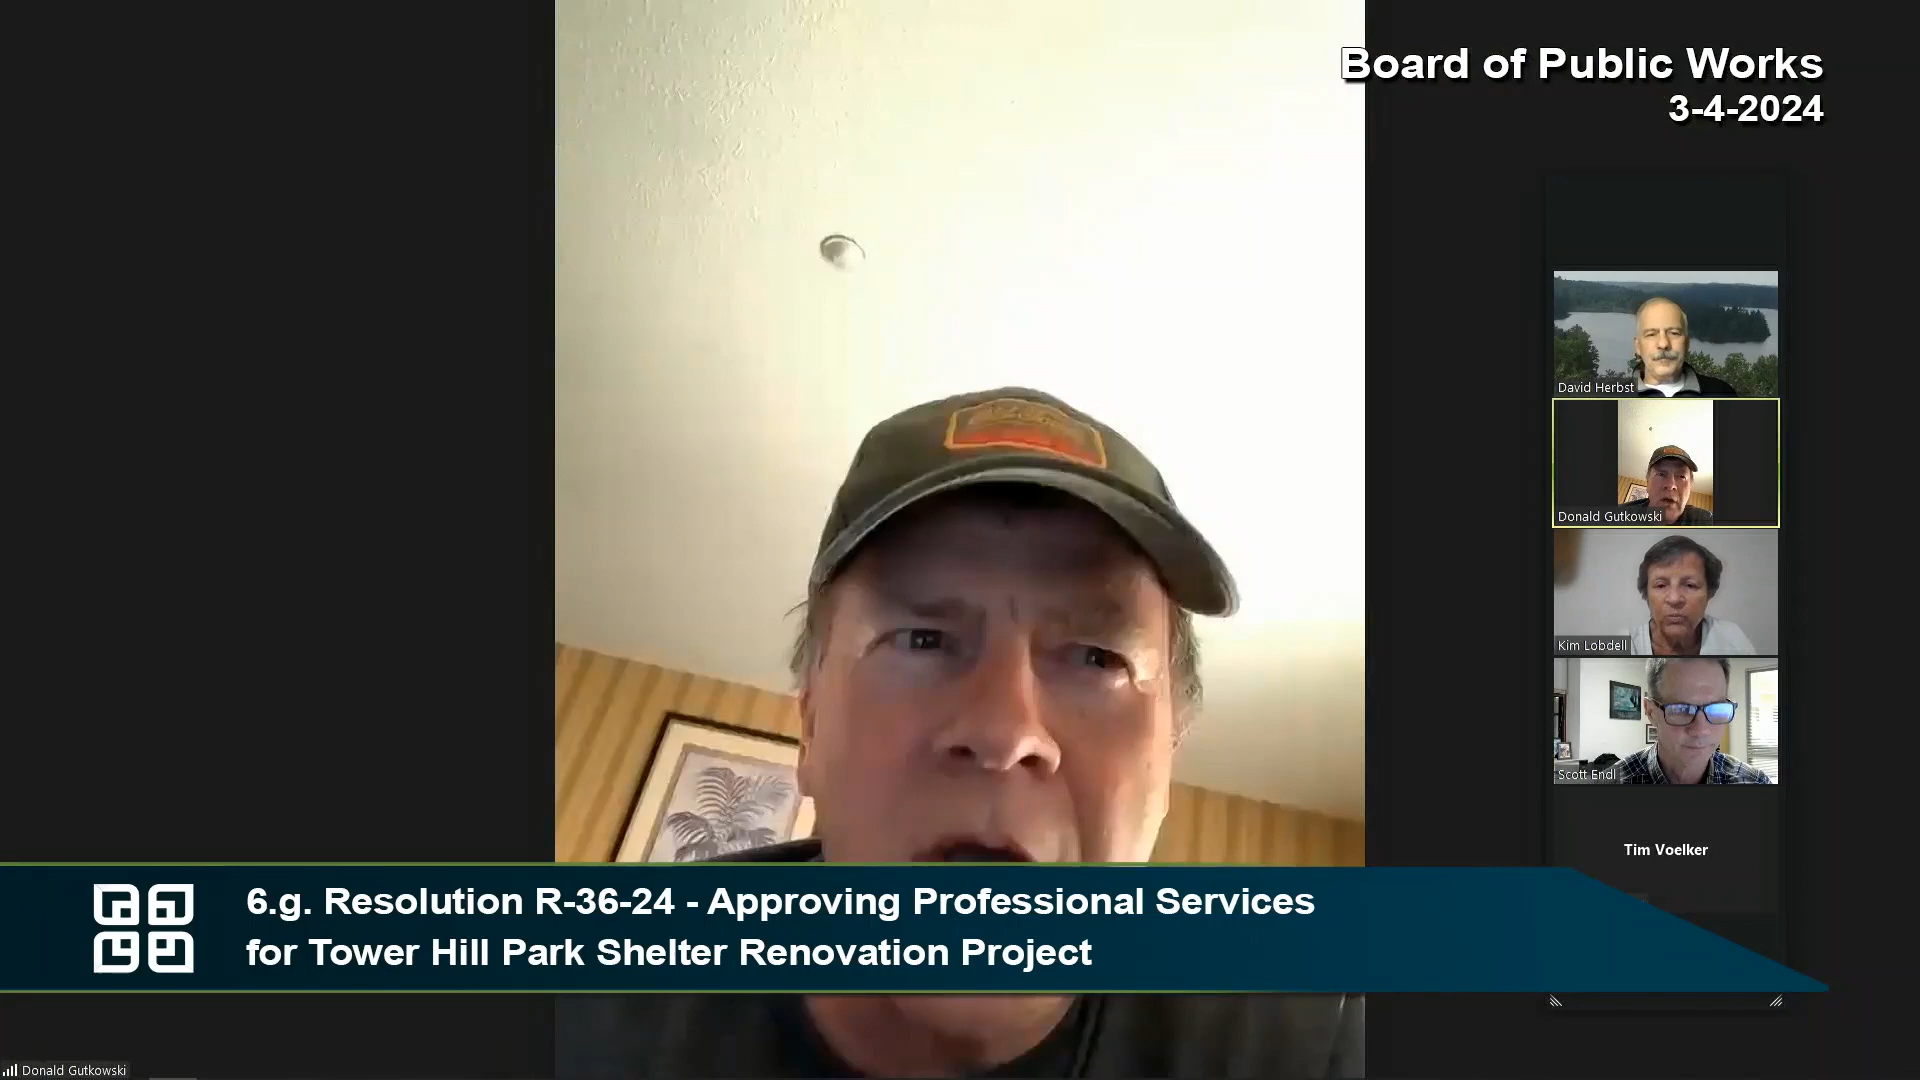 Board of Public Works
3-4-2024
David Herbst
Donald Gutkowski
Kim Lobdell
Scott Endl
Tim Voelker
6.g. Resolution R-36-24 - Approving Professional Services
for Tower Hill Park Shelter Renovation Project
Donald Gutkowski